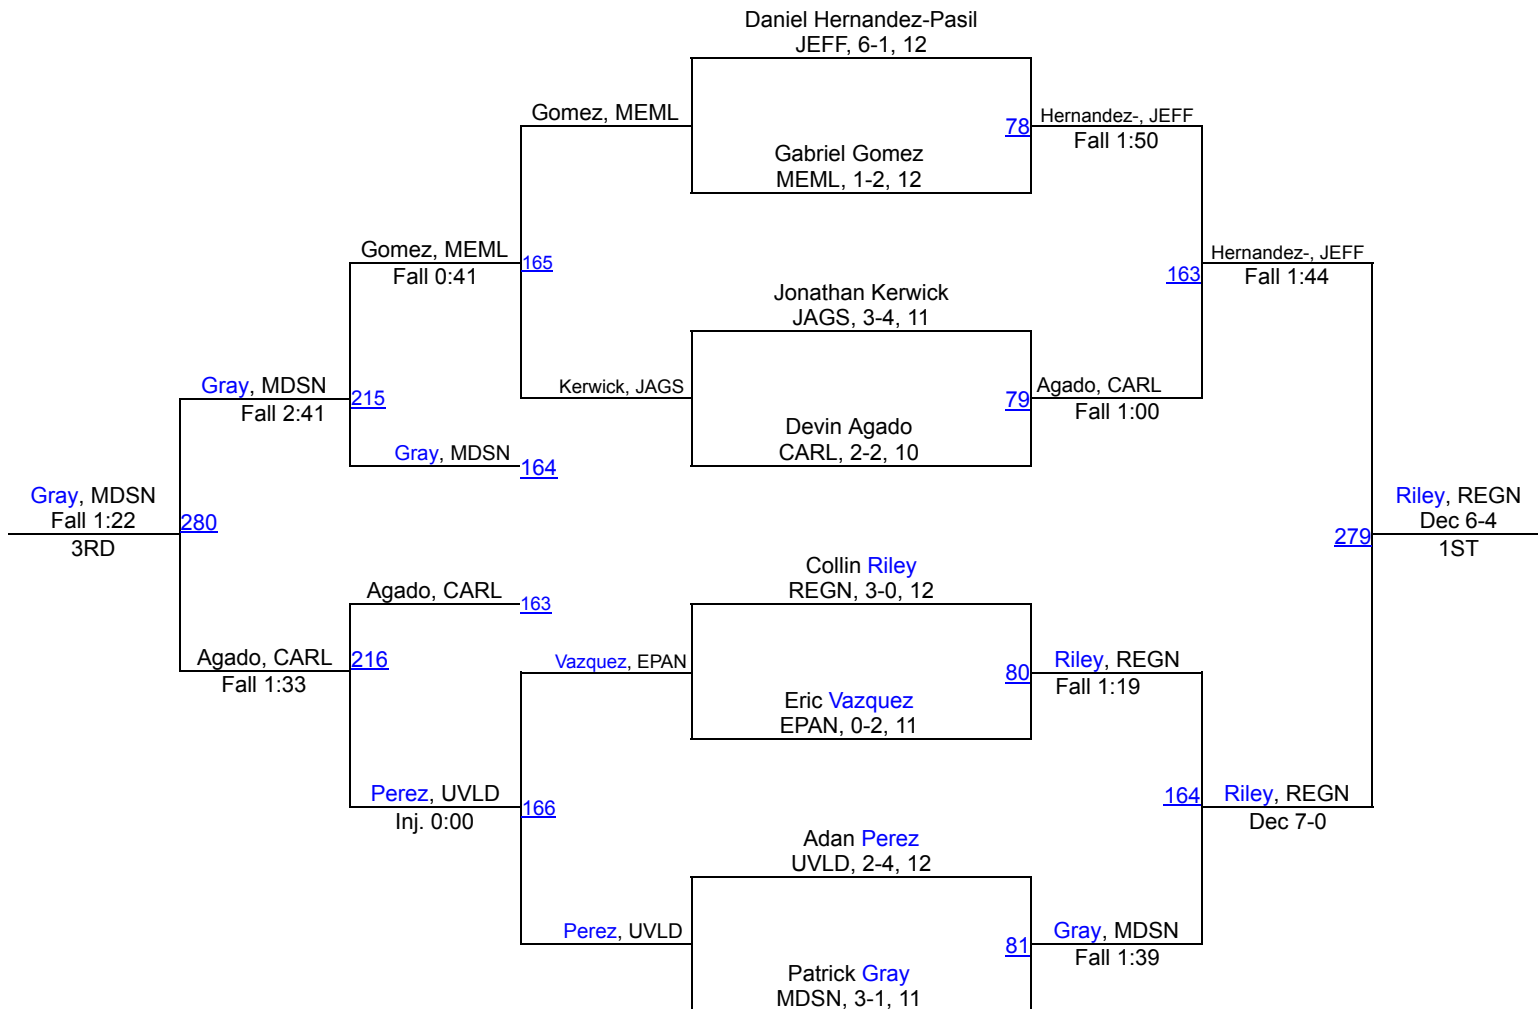 Daniel Hernandez-Pasil
JEFF, 6-1, 12
Gomez, MEML
78
Hernandez-, JEFF
Fall 1:50
Gabriel Gomez
MEML, 1-2, 12
Gomez, MEML
Fall 0:41
165
Hernandez-, JEFF
163
Fall 1:44
Jonathan Kerwick
JAGS, 3-4, 11
Gray, MDSN
Fall 2:41
215
Kerwick, JAGS
79
Agado, CARL
Fall 1:00
Devin Agado
CARL, 2-2, 10
Gray, MDSN
164
Gray, MDSN
Fall 1:22
3RD
280
Riley, REGN
Dec 6-4
1ST
279
Collin Riley
REGN, 3-0, 12
Agado, CARL
163
Agado, CARL
Fall 1:33
216
Vazquez, EPAN
80
Riley, REGN
Fall 1:19
Eric Vazquez
EPAN, 0-2, 11
Perez, UVLD
Inj. 0:00
166
164
Riley, REGN
Dec 7-0
Adan Perez
UVLD, 2-4, 12
Perez, UVLD
81
Gray, MDSN
Fall 1:39
Patrick Gray
MDSN, 3-1, 11